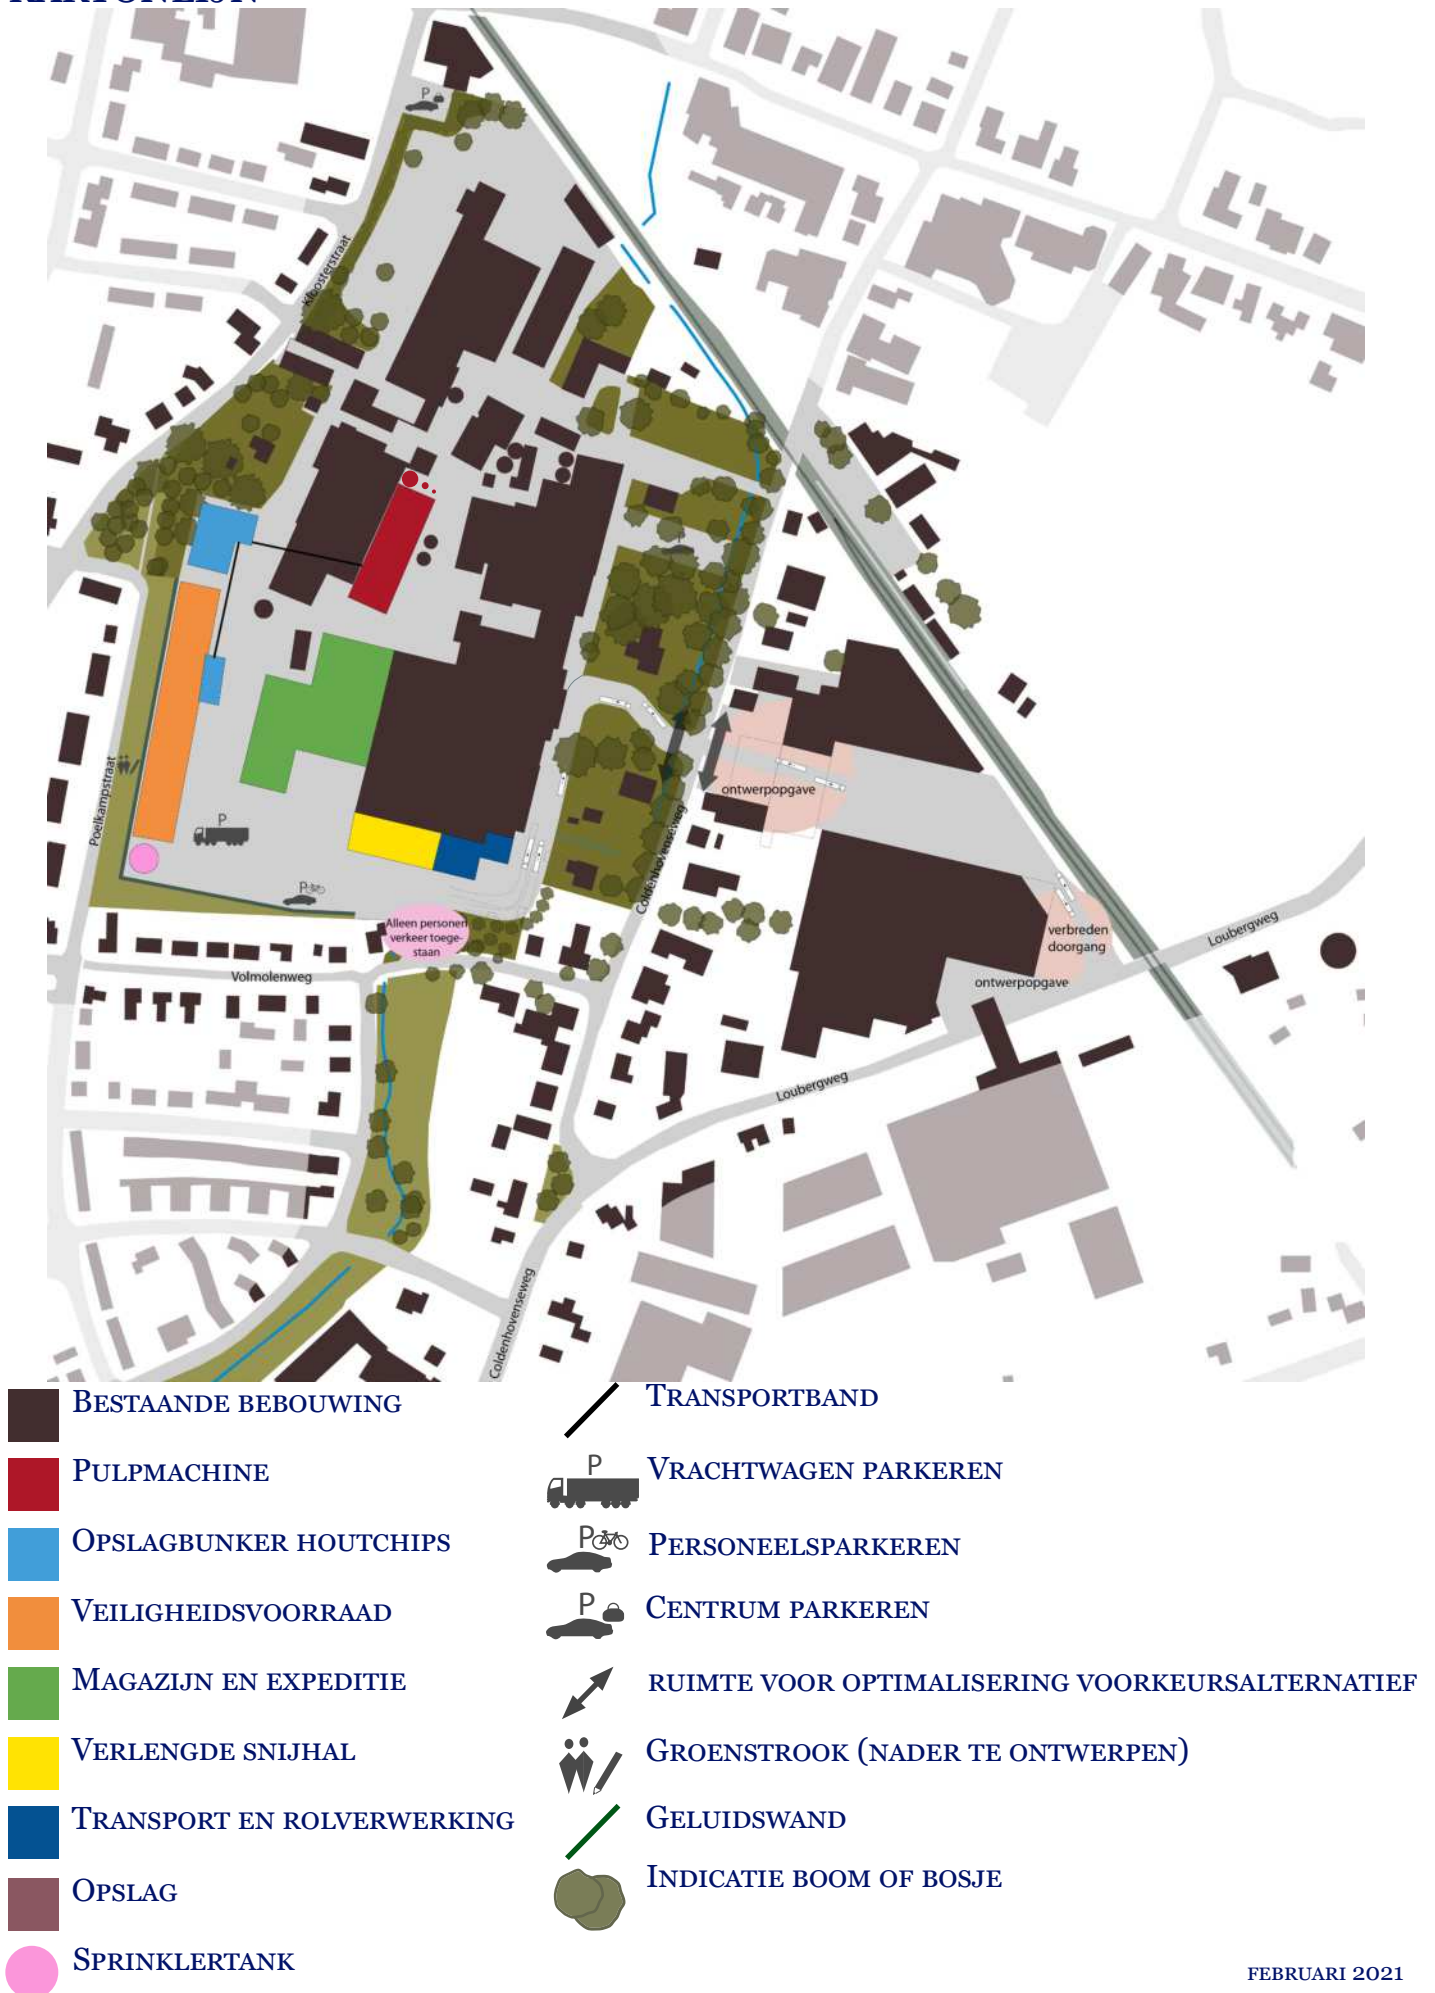 P
Kloosterstraat
ontwerpopgave
Poelkampstraat
P
P
Coldenhovenseweg
Alleen personen
verkeer toege-
staan
verbreden
doorgang
Loubergweg
Volmolenweg
ontwerpopgave
Loubergweg
Coldenhovenseweg
Bestaande bebouwing
Pulpmachine
Opslagbunker houtchips
Veiligheidsvoorraad
Magazijn en expeditie
Verlengde snijhal
Transport en rolverwerking
Opslag
Sprinklertank
Transportband
P
Vrachtwagen parkeren
P
Personeelsparkeren
P
Centrum parkeren
ruimte voor optimalisering voorkeursalternatief
Groenstrook (nader te ontwerpen)
Geluidswand
Indicatie boom of bosje
februari 2021